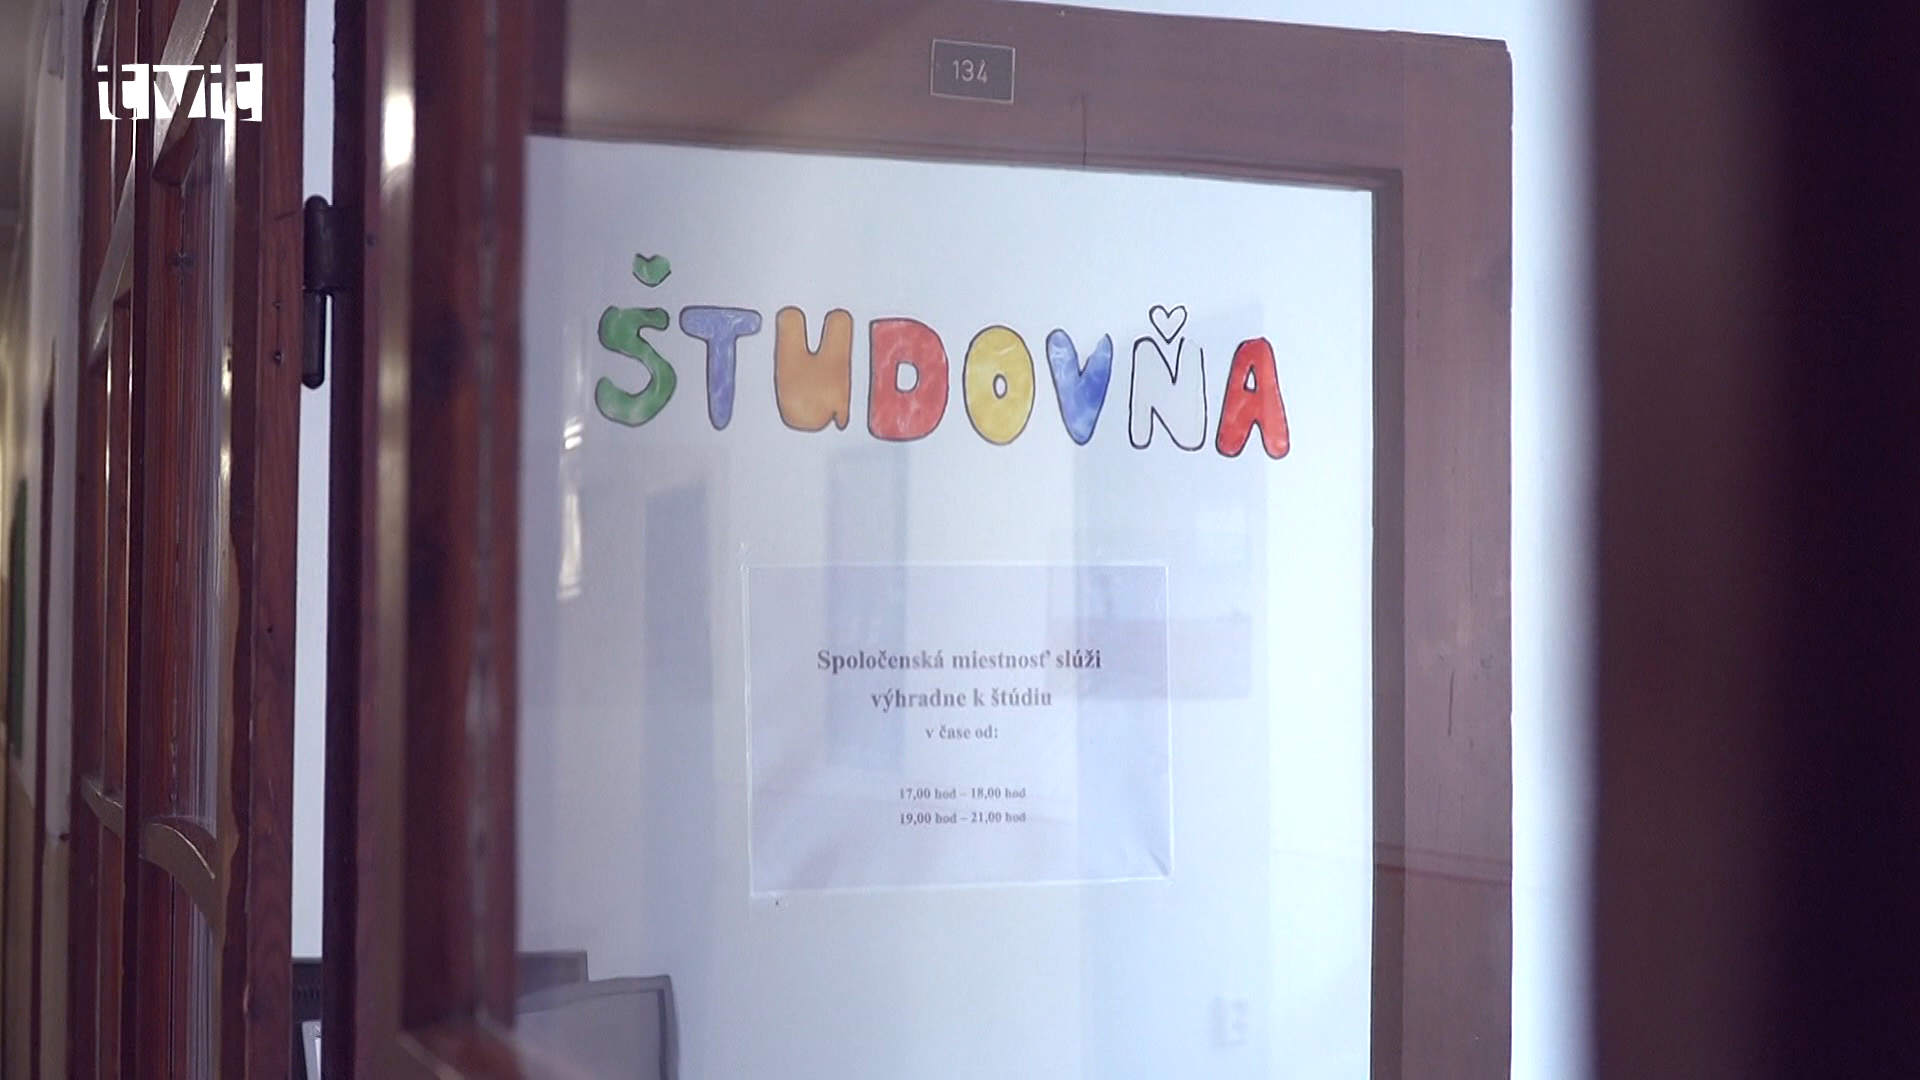 icvic
134
ŠTUDOVŇA
Spoločenská miestnosť slúži
výhradne k štúdiu
v čase od:
17,00 hod – 18,00 hod
19,00 hod – 21,00 hod